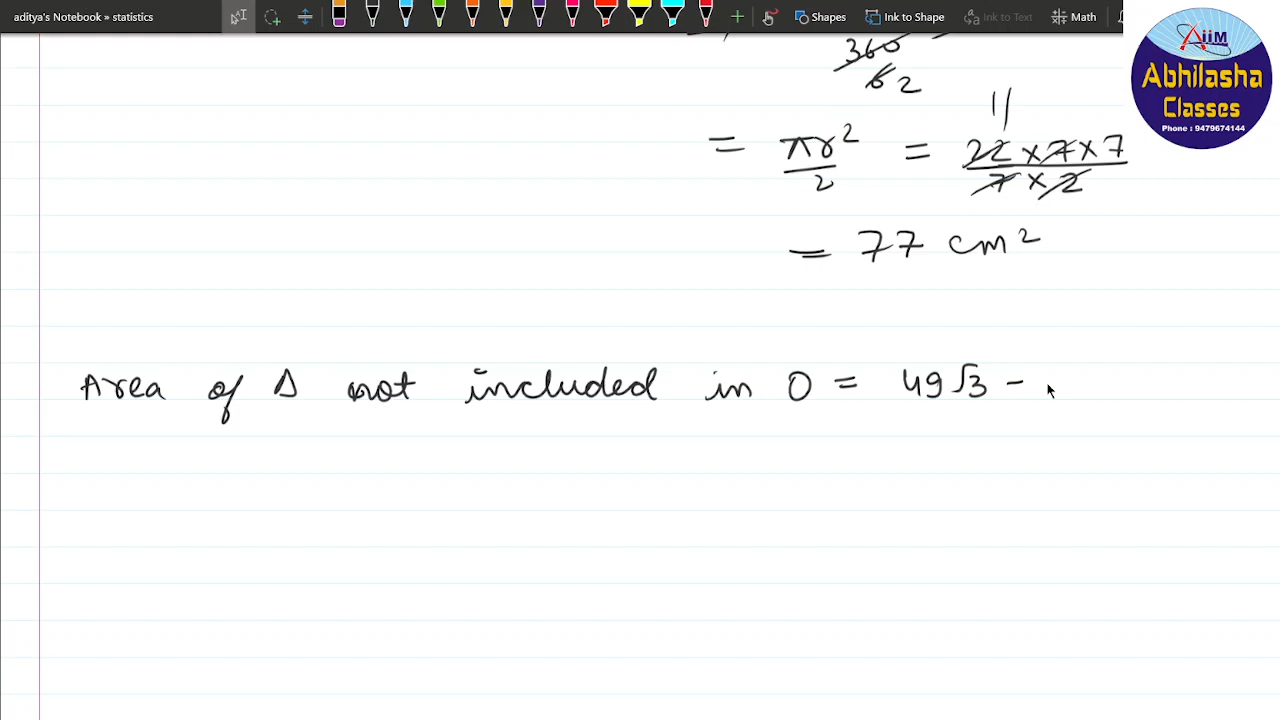 aditya's Notebook » statistics
Shapes Ink to Shape Ink to Text Math
AiiM
Abhilasha
Classes
Phone : 9479674144
360
6 2
11
= πr²/2 = 22×7×7/7×2
= 77 cm²
Area of Δ not included in O = 49√3 -